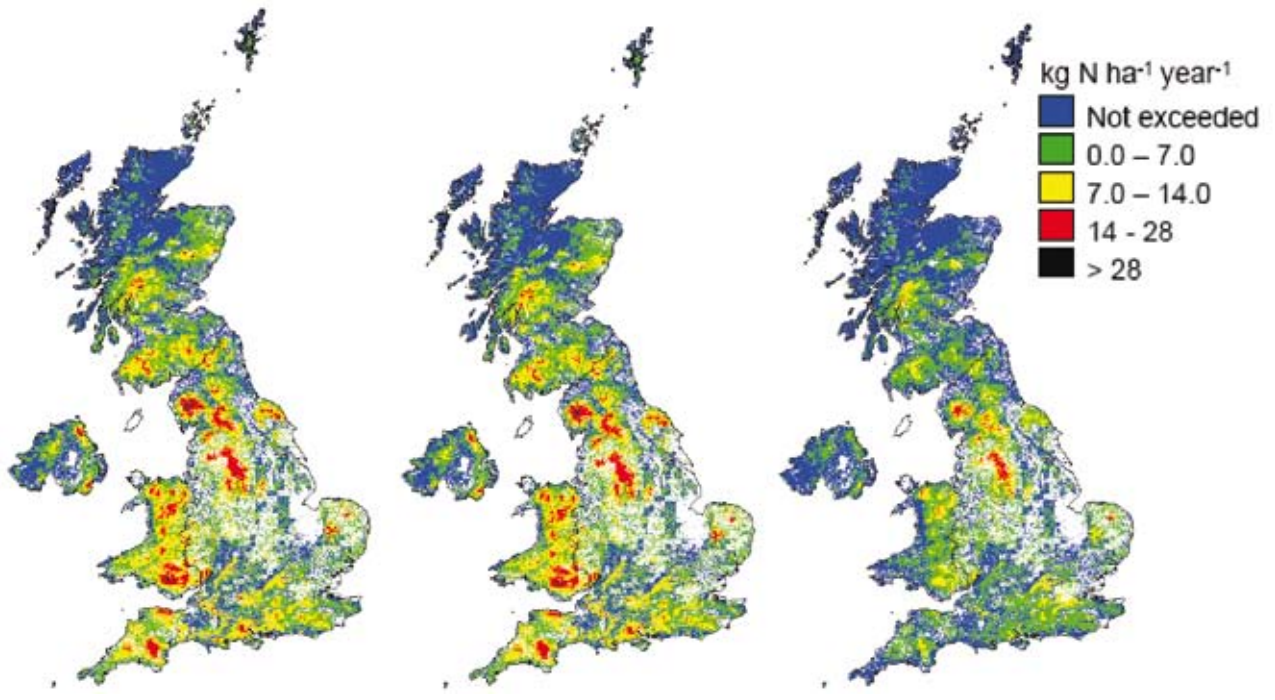 kg N ha-1 year-1
Not exceeded
0.0 – 7.0
7.0 – 14.0
14 - 28
> 28